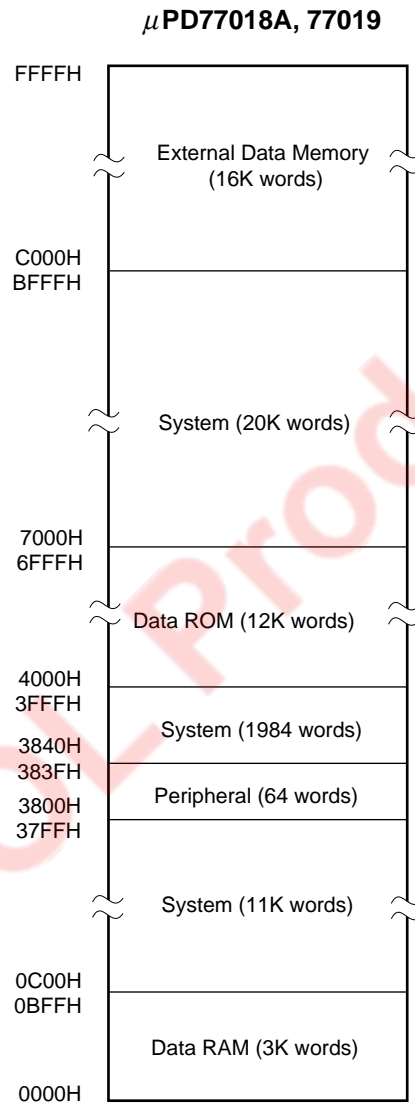 μPD77018A, 77019
FFFFH
External Data Memory
(16K words)
C000H
BFFFH
System (20K words)
7000H
6FFFH
Data ROM (12K words)
4000H
3FFFH
System (1984 words)
3840H
383FH
Peripheral (64 words)
3800H
37FFH
System (11K words)
0C00H
0BFFH
Data RAM (3K words)
0000H
OL Prod